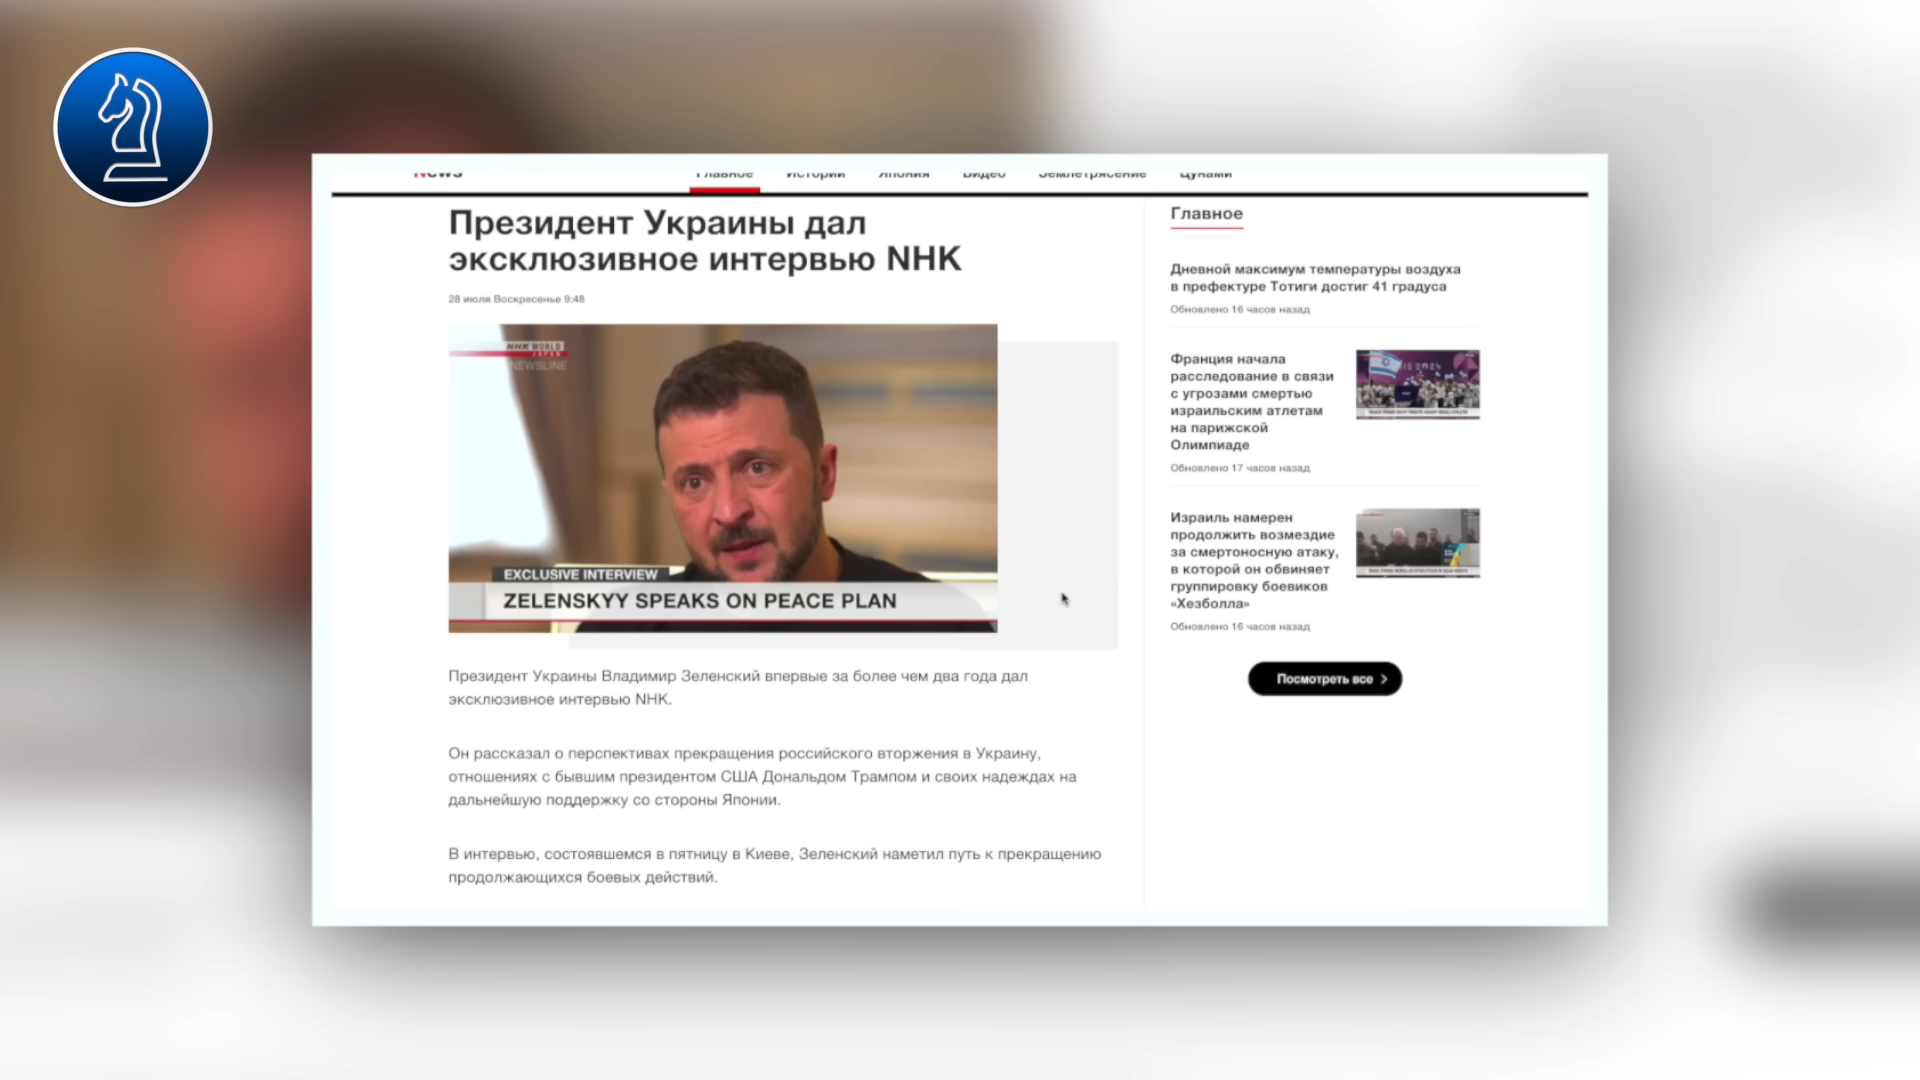 News
Главное Истории Япония Видео Землетрясение Цунами
Президент Украины дал
эксклюзивное интервью NHK
28 июля Воскресенье 9:48
NHK WORLD
JAPAN
NEWSLINE
EXCLUSIVE INTERVIEW
ZELENSKYY SPEAKS ON PEACE PLAN
Президент Украины Владимир Зеленский впервые за более чем два года дал
эксклюзивное интервью NHK.
Он рассказал о перспективах прекращения российского вторжения в Украину,
отношениях с бывшим президентом США Дональдом Трампом и своих надеждах на
дальнейшую поддержку со стороны Японии.
В интервью, состоявшемся в пятницу в Киеве, Зеленский наметил путь к прекращению
продолжающихся боевых действий.
Главное
Дневной максимум температуры воздуха
в префектуре Тотиги достиг 41 градуса
Обновлено 16 часов назад
Франция начала
расследование в связи
с угрозами смертью
израильским атлетам
на парижской
Олимпиаде
Обновлено 17 часов назад
Израиль намерен
продолжить возмездие
за смертоносную атаку,
в которой он обвиняет
группировку боевиков
«Хезболла»
Обновлено 16 часов назад
Посмотреть все